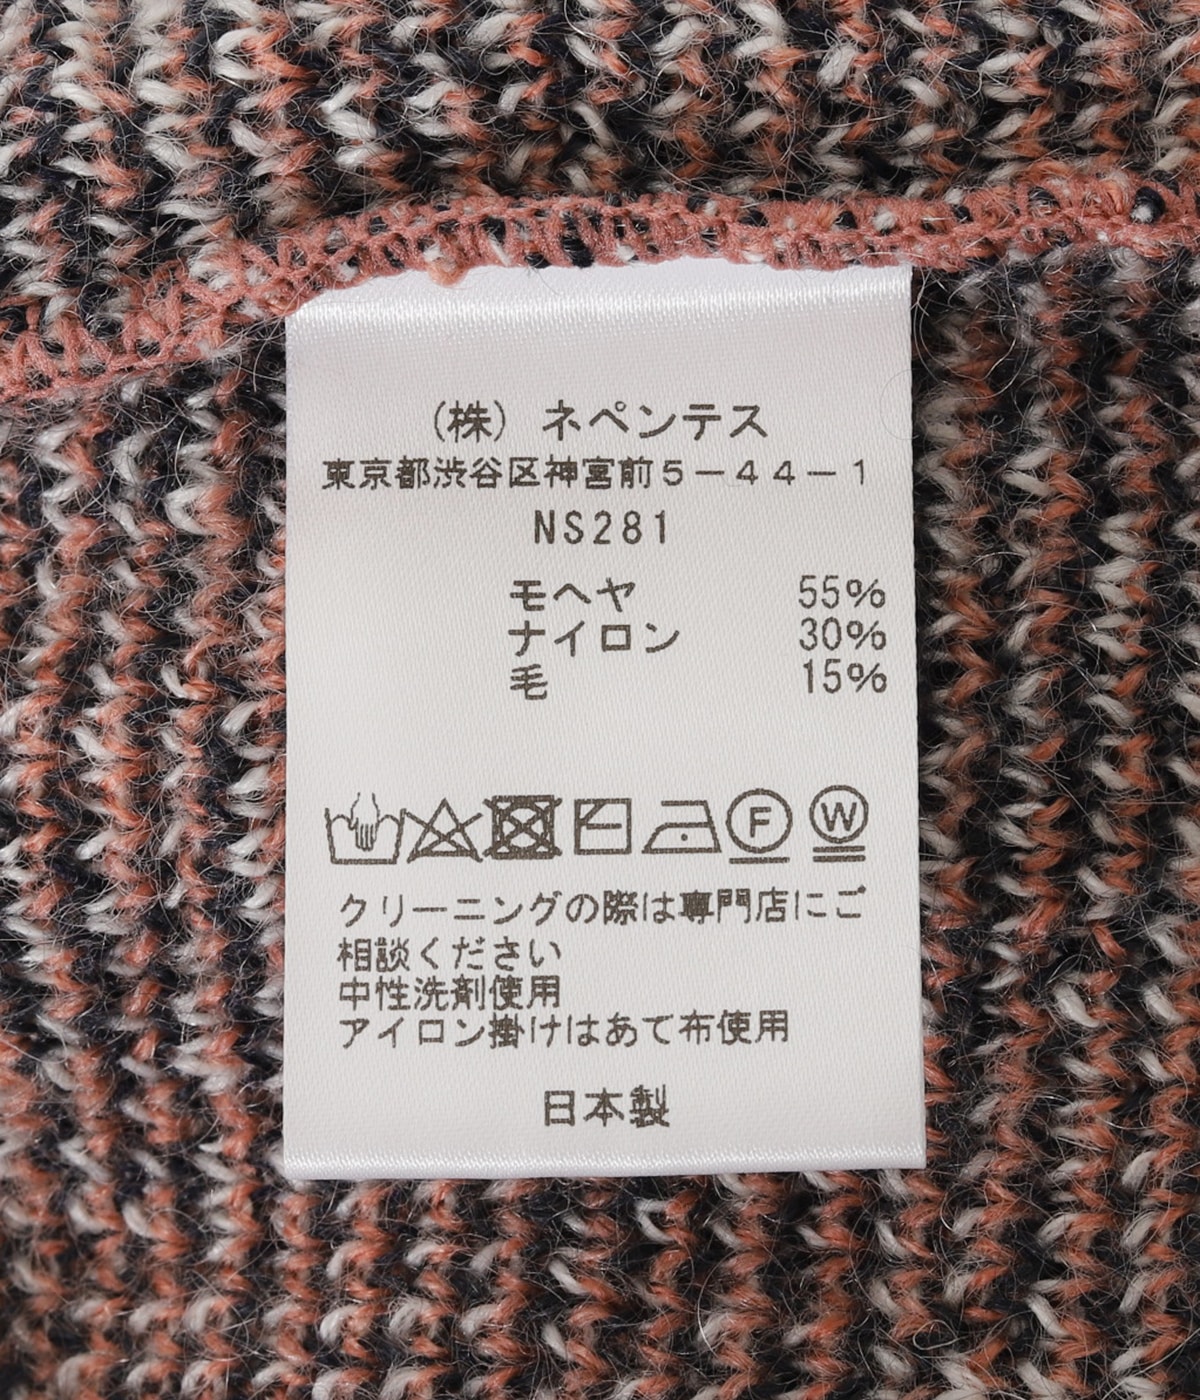 (株) ネペンテス
東京都渋谷区神宮前5-44-1
NS281
モヘヤ 55%
ナイロン 30%
毛 15%
F W
クリーニングの際は専門店にご
相談ください
中性洗剤使用
アイロン掛けはあて布使用
日本製